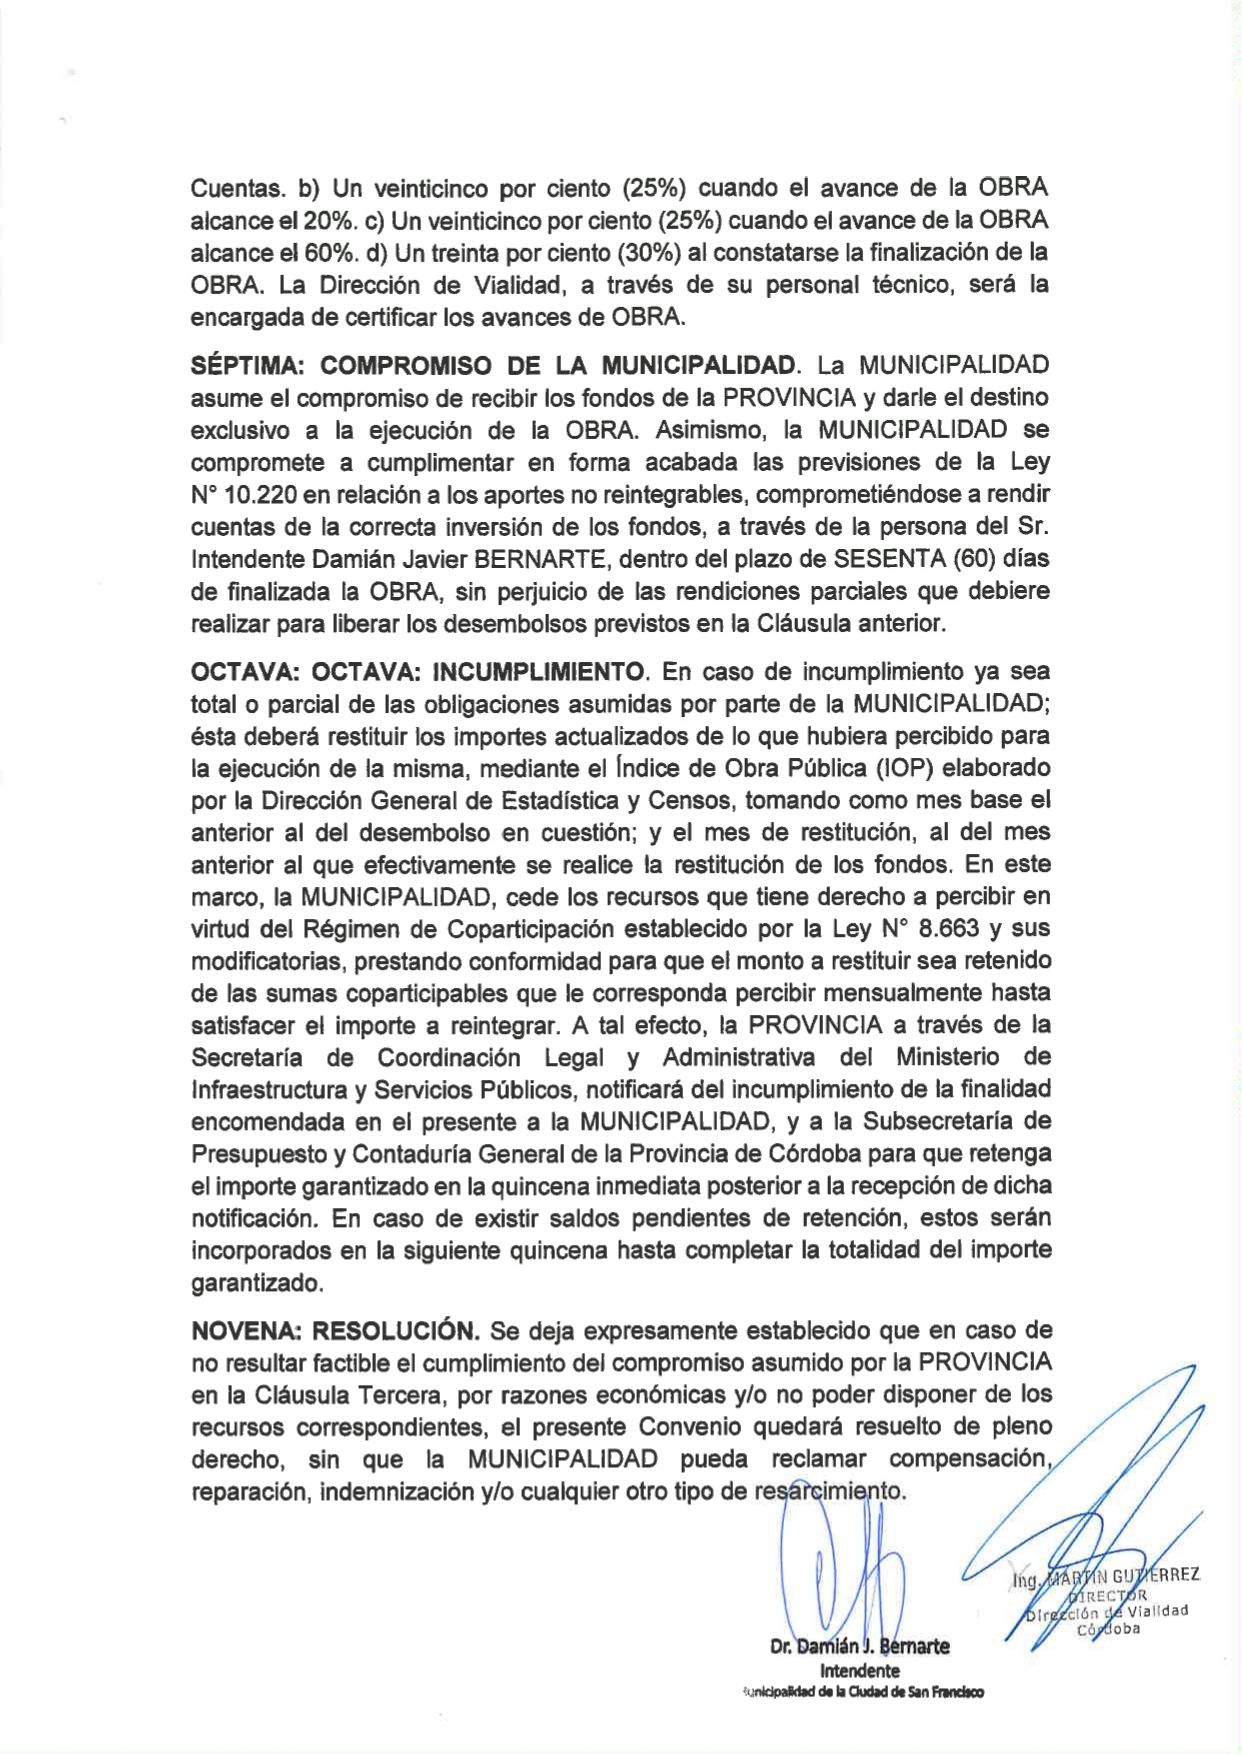 Cuentas. b) Un veinticinco por ciento (25%) cuando el avance de la OBRA
alcance el 20%. c) Un veinticinco por ciento (25%) cuando el avance de la OBRA
alcance el 60%. d) Un treinta por ciento (30%) al constatarse la finalización de la
OBRA. La Dirección de Vialidad, a través de su personal técnico, será la
encargada de certificar los avances de OBRA.
SÉPTIMA: COMPROMISO DE LA MUNICIPALIDAD. La MUNICIPALIDAD
asume el compromiso de recibir los fondos de la PROVINCIA y darle el destino
exclusivo a la ejecución de la OBRA. Asimismo, la MUNICIPALIDAD se
compromete a cumplimentar en forma acabada las previsiones de la Ley
N° 10.220 en relación a los aportes no reintegrables, comprometiéndose a rendir
cuentas de la correcta inversión de los fondos, a través de la persona del Sr.
Intendente Damián Javier BERNARTE, dentro del plazo de SESENTA (60) días
de finalizada la OBRA, sin perjuicio de las rendiciones parciales que debiere
realizar para liberar los desembolsos previstos en la Cláusula anterior.
OCTAVA: OCTAVA: INCUMPLIMIENTO. En caso de incumplimiento ya sea
total o parcial de las obligaciones asumidas por parte de la MUNICIPALIDAD;
ésta deberá restituir los importes actualizados de lo que hubiera percibido para
la ejecución de la misma, mediante el Índice de Obra Pública (IOP) elaborado
por la Dirección General de Estadística y Censos, tomando como mes base el
anterior al del desembolso en cuestión; y el mes de restitución, al del mes
anterior al que efectivamente se realice la restitución de los fondos. En este
marco, la MUNICIPALIDAD, cede los recursos que tiene derecho a percibir en
virtud del Régimen de Coparticipación establecido por la Ley N° 8.663 y sus
modificatorias, prestando conformidad para que el monto a restituir sea retenido
de las sumas coparticipables que le corresponda percibir mensualmente hasta
satisfacer el importe a reintegrar. A tal efecto, la PROVINCIA a través de la
Secretaría de Coordinación Legal y Administrativa del Ministerio de
Infraestructura y Servicios Públicos, notificará del incumplimiento de la finalidad
encomendada en el presente a la MUNICIPALIDAD, y a la Subsecretaría de
Presupuesto y Contaduría General de la Provincia de Córdoba para que retenga
el importe garantizado en la quincena inmediata posterior a la recepción de dicha
notificación. En caso de existir saldos pendientes de retención, estos serán
incorporados en la siguiente quincena hasta completar la totalidad del importe
garantizado.
NOVENA: RESOLUCIÓN. Se deja expresamente establecido que en caso de
no resultar factible el cumplimiento del compromiso asumido por la PROVINCIA
en la Cláusula Tercera, por razones económicas y/o no poder disponer de los
recursos correspondientes, el presente Convenio quedará resuelto de pleno
derecho, sin que la MUNICIPALIDAD pueda reclamar compensación,
reparación, indemnización y/o cualquier otro tipo de resarcimiento.
Ing. MARTIN GUTIERREZ
DIRECTOR
Dirección de Vialidad
Córdoba
Dr. Damián J. Bernarte
Intendente
Municipalidad de la Ciudad de San Francisco